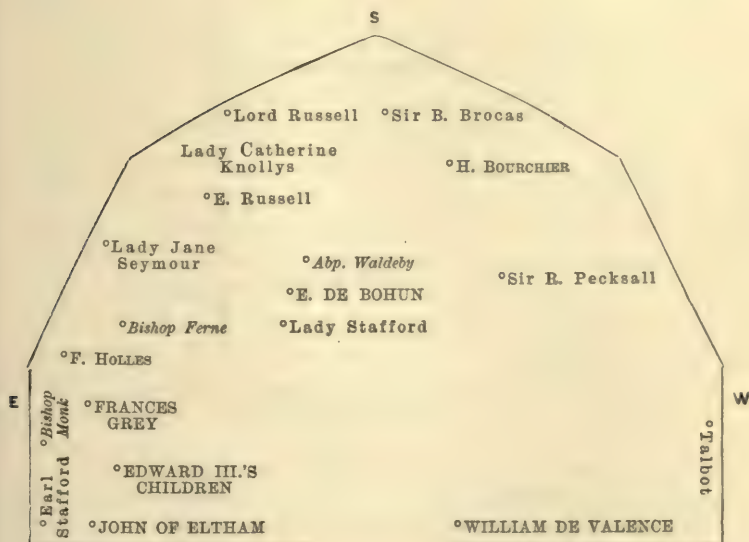 S
°Lord Russell °Sir B. Brocas
Lady Catherine
Knollys
°H. BOURCHIER
°E. Russell
°Lady Jane
Seymour
°Abp. Waldeby
°Sir R. Pecksall
°E. DE BOHUN
°Bishop Ferne °Lady Stafford
°F. HOLLES
E
W
°Bishop
Monk
°FRANCES
GREY
°Talbot
°Earl
Stafford
°EDWARD III.'S
CHILDREN
°JOHN OF ELTHAM °WILLIAM DE VALENCE